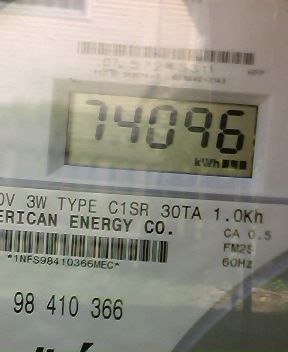 74096
kWh
0V 3W TYPE C1SR 30TA 1.0Kh
ERICAN ENERGY CO.
CA 0.5
FM2S
60Hz
*1NFS98410366MEC*
98 410 366